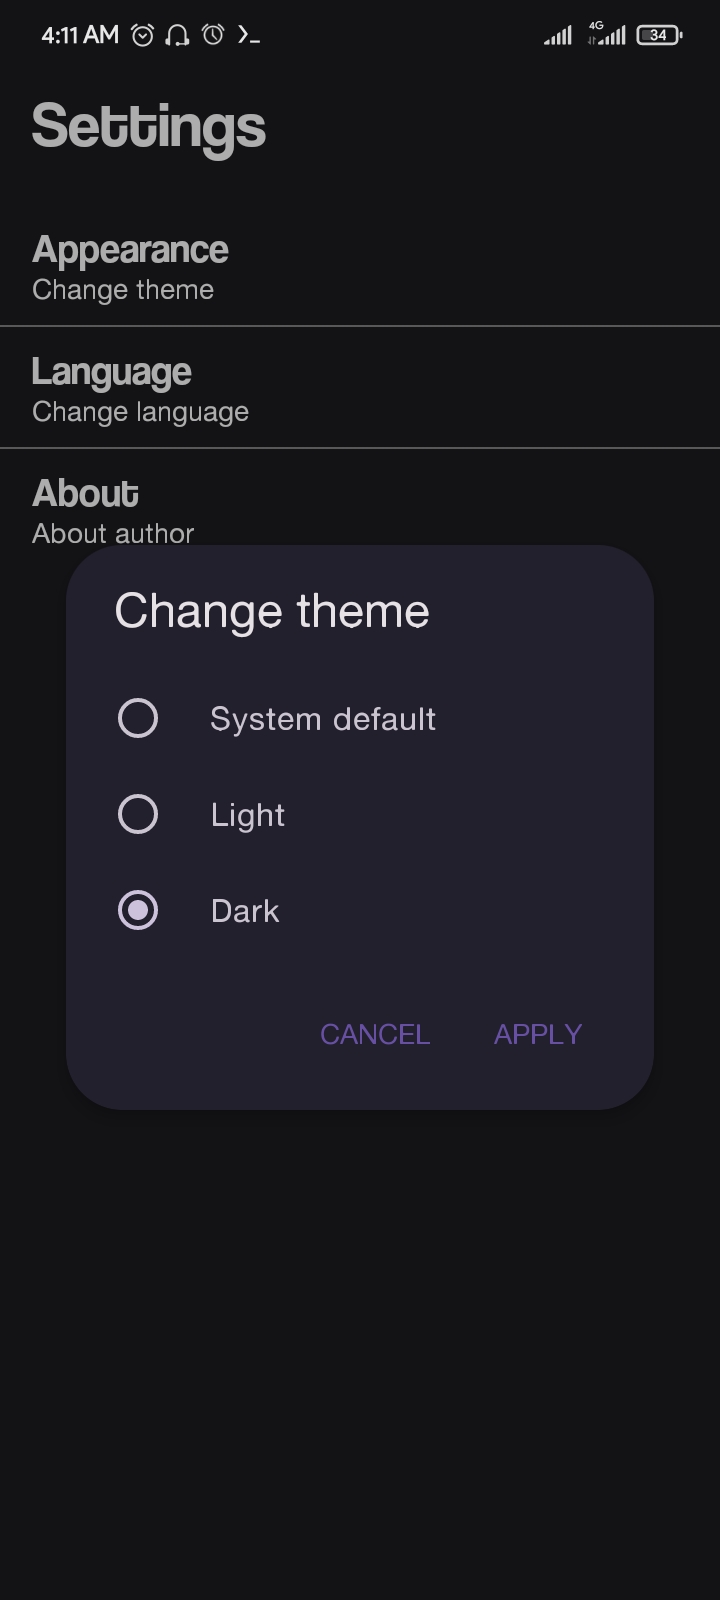 4:11 AM
4G
34
Settings
Appearance
Change theme
Language
Change language
About
About author
Change theme
System default
Light
Dark
CANCEL APPLY